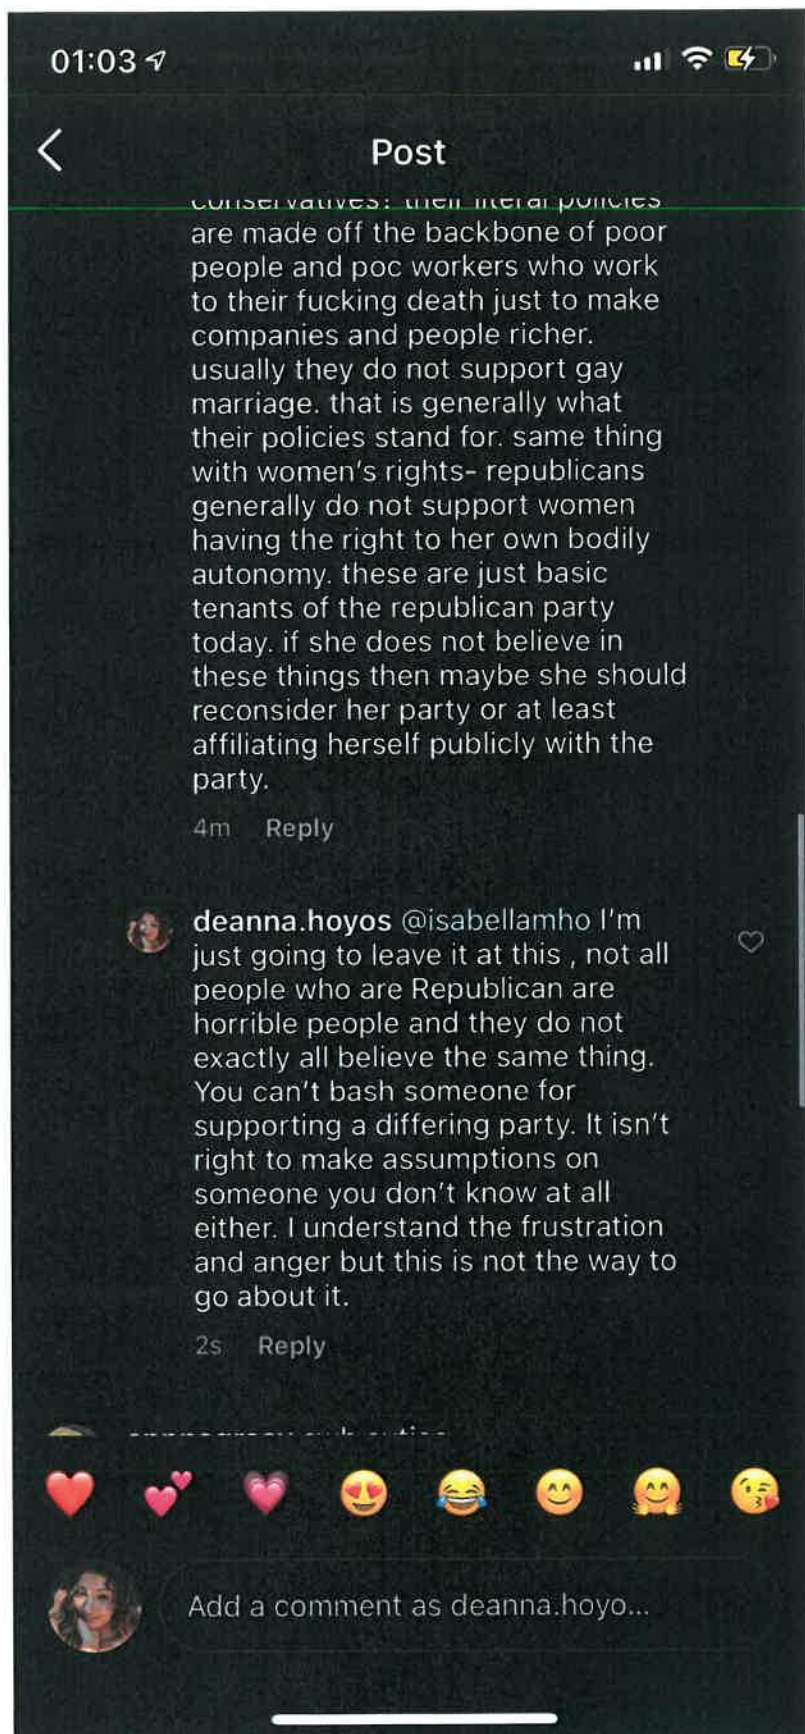 01:03
Post
conservatives! their literal policies
are made off the backbone of poor
people and poc workers who work
to their fucking death just to make
companies and people richer.
usually they do not support gay
marriage. that is generally what
their policies stand for. same thing
with women's rights- republicans
generally do not support women
having the right to her own bodily
autonomy. these are just basic
tenants of the republican party
today. if she does not believe in
these things then maybe she should
reconsider her party or at least
affiliating herself publicly with the
party.
4m Reply
deanna.hoyos @isabellamho I'm
just going to leave it at this , not all
people who are Republican are
horrible people and they do not
exactly all believe the same thing.
You can't bash someone for
supporting a differing party. It isn't
right to make assumptions on
someone you don't know at all
either. I understand the frustration
and anger but this is not the way to
go about it.
2s Reply
Add a comment as deanna.hoyo...